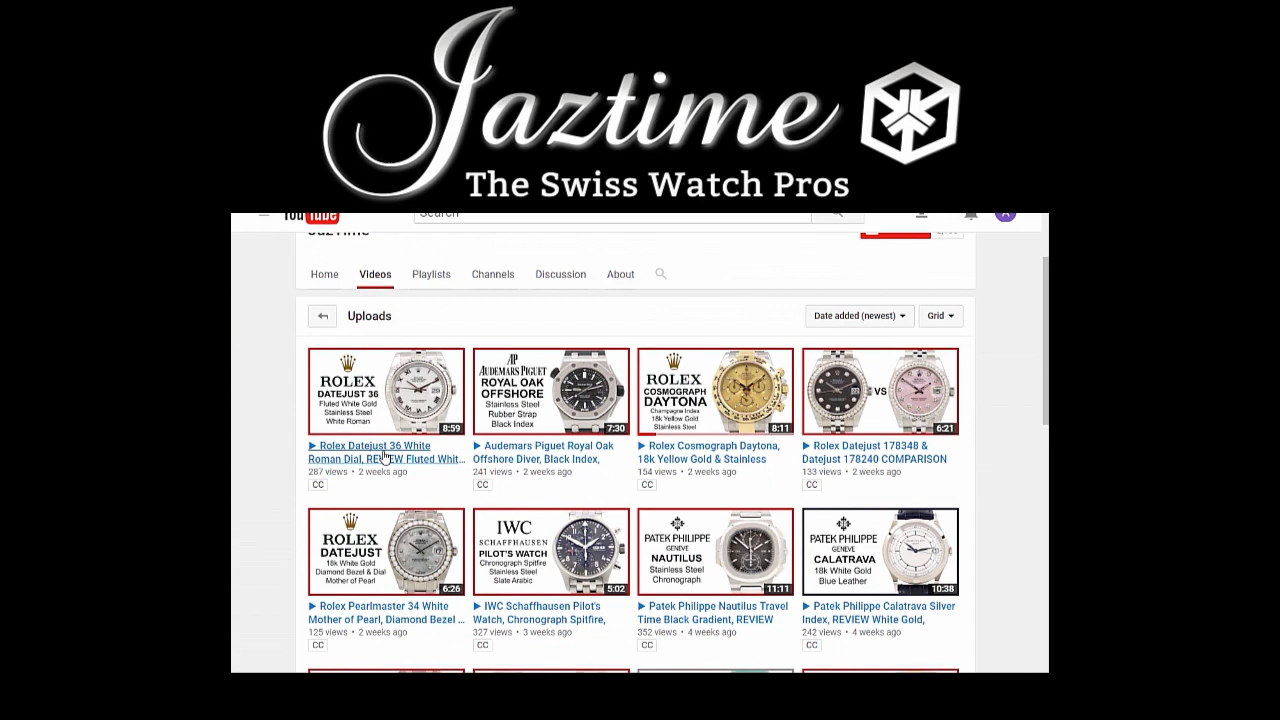 Jaztime
The Swiss Watch Pros
YouTube
Search
JazTime
Home Videos Playlists Channels Discussion About
Uploads
Date added (newest)
Grid
ROLEX
DATEJUST 36
Fluted White Gold
Stainless Steel
White Roman
8:59
AP
AUDEMARS PIGUET
ROYAL OAK
OFFSHORE
Stainless Steel
Rubber Strap
Black Index
7:30
ROLEX
COSMOGRAPH
DAYTONA
Champagne Index
18k Yellow Gold
Stainless Steel
8:11
VS
6:21
Rolex Datejust 36 White
Roman Dial, REVIEW Fluted Whit...
287 views • 2 weeks ago
CC
Audemars Piguet Royal Oak
Offshore Diver, Black Index,
241 views • 2 weeks ago
CC
Rolex Cosmograph Daytona,
18k Yellow Gold & Stainless
154 views • 2 weeks ago
CC
Rolex Datejust 178348 &
Datejust 178240 COMPARISON
133 views • 2 weeks ago
CC
ROLEX
DATEJUST
18k White Gold
Diamond Bezel & Dial
Mother of Pearl
6:26
IWC
SCHAFFHAUSEN
PILOT'S WATCH
Chronograph Spitfire
Stainless Steel
Slate Arabic
5:02
PATEK PHILIPPE
GENEVE
NAUTILUS
Stainless Steel
Chronograph
11:11
PATEK PHILIPPE
GENEVE
CALATRAVA
18k White Gold
Blue Leather
10:38
Rolex Pearlmaster 34 White
Mother of Pearl, Diamond Bezel ...
125 views • 2 weeks ago
CC
IWC Schaffhausen Pilot's
Watch, Chronograph Spitfire,
327 views • 3 weeks ago
CC
Patek Philippe Nautilus Travel
Time Black Gradient, REVIEW
352 views • 4 weeks ago
CC
Patek Philippe Calatrava Silver
Index, REVIEW White Gold,
242 views • 4 weeks ago
CC